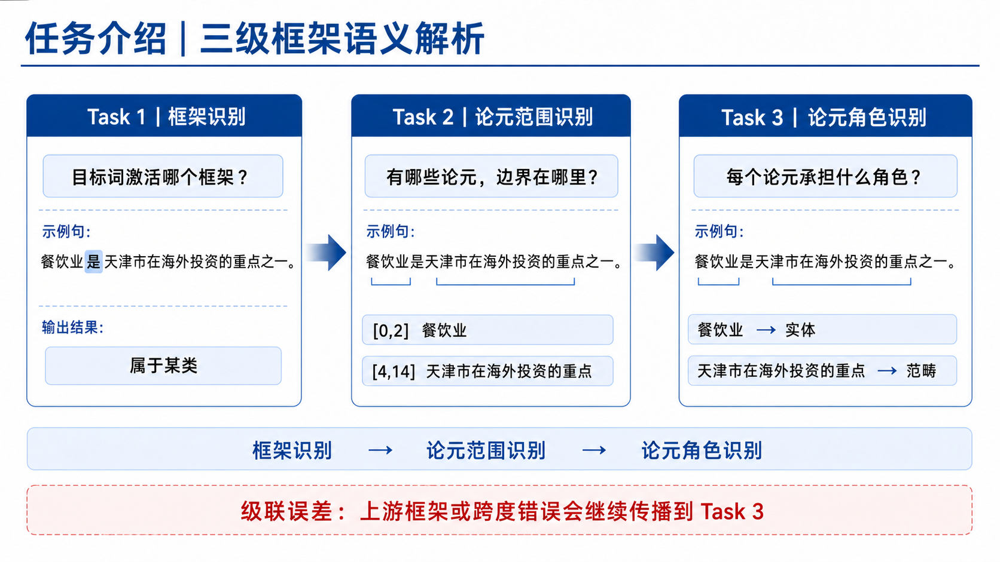 任务介绍｜三级框架语义解析
Task 1｜框架识别
目标词激活哪个框架？
示例句：
餐饮业是天津市在海外投资的重点之一。
输出结果：
属于某类
Task 2｜论元范围识别
有哪些论元，边界在哪里？
示例句：
餐饮业是天津市在海外投资的重点之一。
[0,2] 餐饮业
[4,14] 天津市在海外投资的重点
Task 3｜论元角色识别
每个论元承担什么角色？
示例句：
餐饮业是天津市在海外投资的重点之一。
餐饮业 → 实体
天津市在海外投资的重点 → 范畴
框架识别 → 论元范围识别 → 论元角色识别
级联误差：上游框架或跨度错误会继续传播到 Task 3